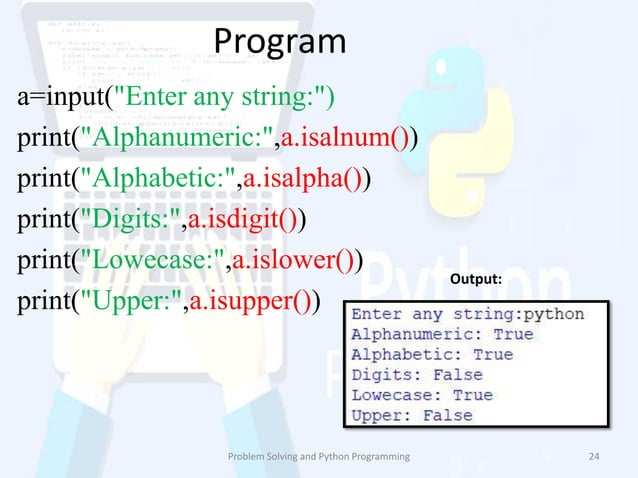 Program
a=input("Enter any string:")
print("Alphanumeric:",a.isalnum())
print("Alphabetic:",a.isalpha())
print("Digits:",a.isdigit())
print("Lowecase:",a.islower())
print("Upper:",a.isupper())
Python
Output:
Enter any string:python
Alphanumeric: True
Alphabetic: True
Digits: False
Lowecase: True
Upper: False
Problem Solving and Python Programming
24